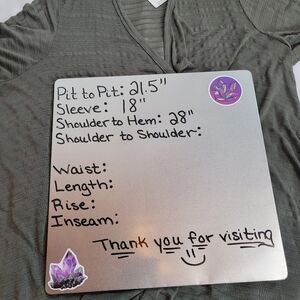 Pit to Pit: 21.5"
Sleeve: 18"
Shoulder to Hem: 28"
Shoulder to Shoulder:
Waist:
Length:
Rise:
Inseam:
Thank you for visiting